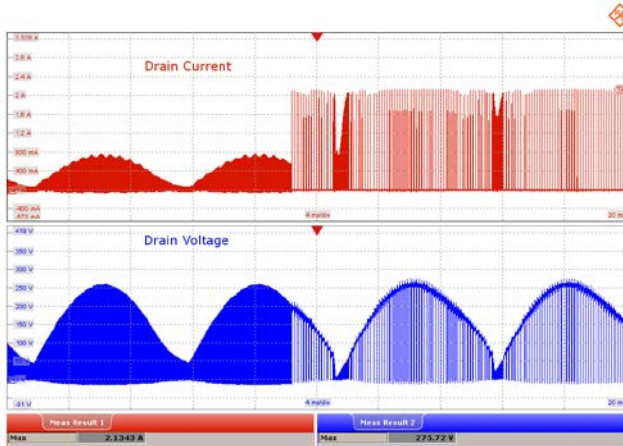 Drain Current
2.8 A
2.4 A
2 A
1.2 A
800 mA
400 mA
-400 mA
4 ms/div
20 ms
Drain Voltage
350 V
300 V
250 V
200 V
150 V
100 V
4 ms/div
20 ms
Meas Result 1
Meas Result 2
Max
2.1343 A
Max
275.72 V